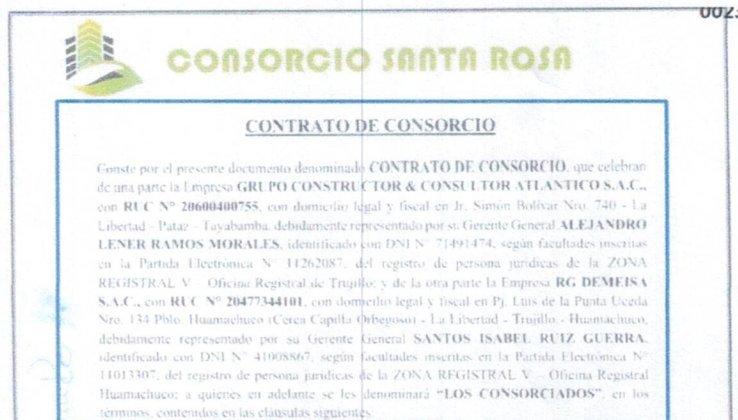 002
CONSORCIO SANTA ROSA
CONTRATO DE CONSORCIO
Conste por el presente documento denominado CONTRATO DE CONSORCIO, que celebran
de una parte la Empresa GRUPO CONSTRUCTOR & CONSULTOR ATLANTICO S.A.C.,
con RUC N° 20600400755, con domicilio legal y fiscal en Jr. Simón Bolívar Nro. 740 - La
Libertad - Pataz - Tayabamba, debidamente representado por su Gerente General ALEJANDRO
LENER RAMOS MORALES, identificado con DNI N° 71491474, según facultades inscritas
en la Partida Electrónica N° 11262087, del registro de persona jurídicas de la ZONA
REGISTRAL V - Oficina Registral de Trujillo; y de la otra parte la Empresa RG DEMEISA
S.A.C., con RUC N° 20477344101, con domicilio legal y fiscal en Pj. Luis de la Punta Uceda
Nro. 134 Pblo. Huamachuco (Cerca Capilla Orbegoso) - La Libertad - Trujillo - Huamachuco,
debidamente representado por su Gerente General SANTOS ISABEL RUIZ GUERRA,
identificado con DNI N° 41008867, según facultades inscritas en la Partida Electrónica N°
11013307, del registro de persona jurídicas de la ZONA REGISTRAL V - Oficina Registral
Huamachuco; a quienes en adelante se les denominará “LOS CONSORCIADOS”, en los
términos, contenidos en las cláusulas siguientes.